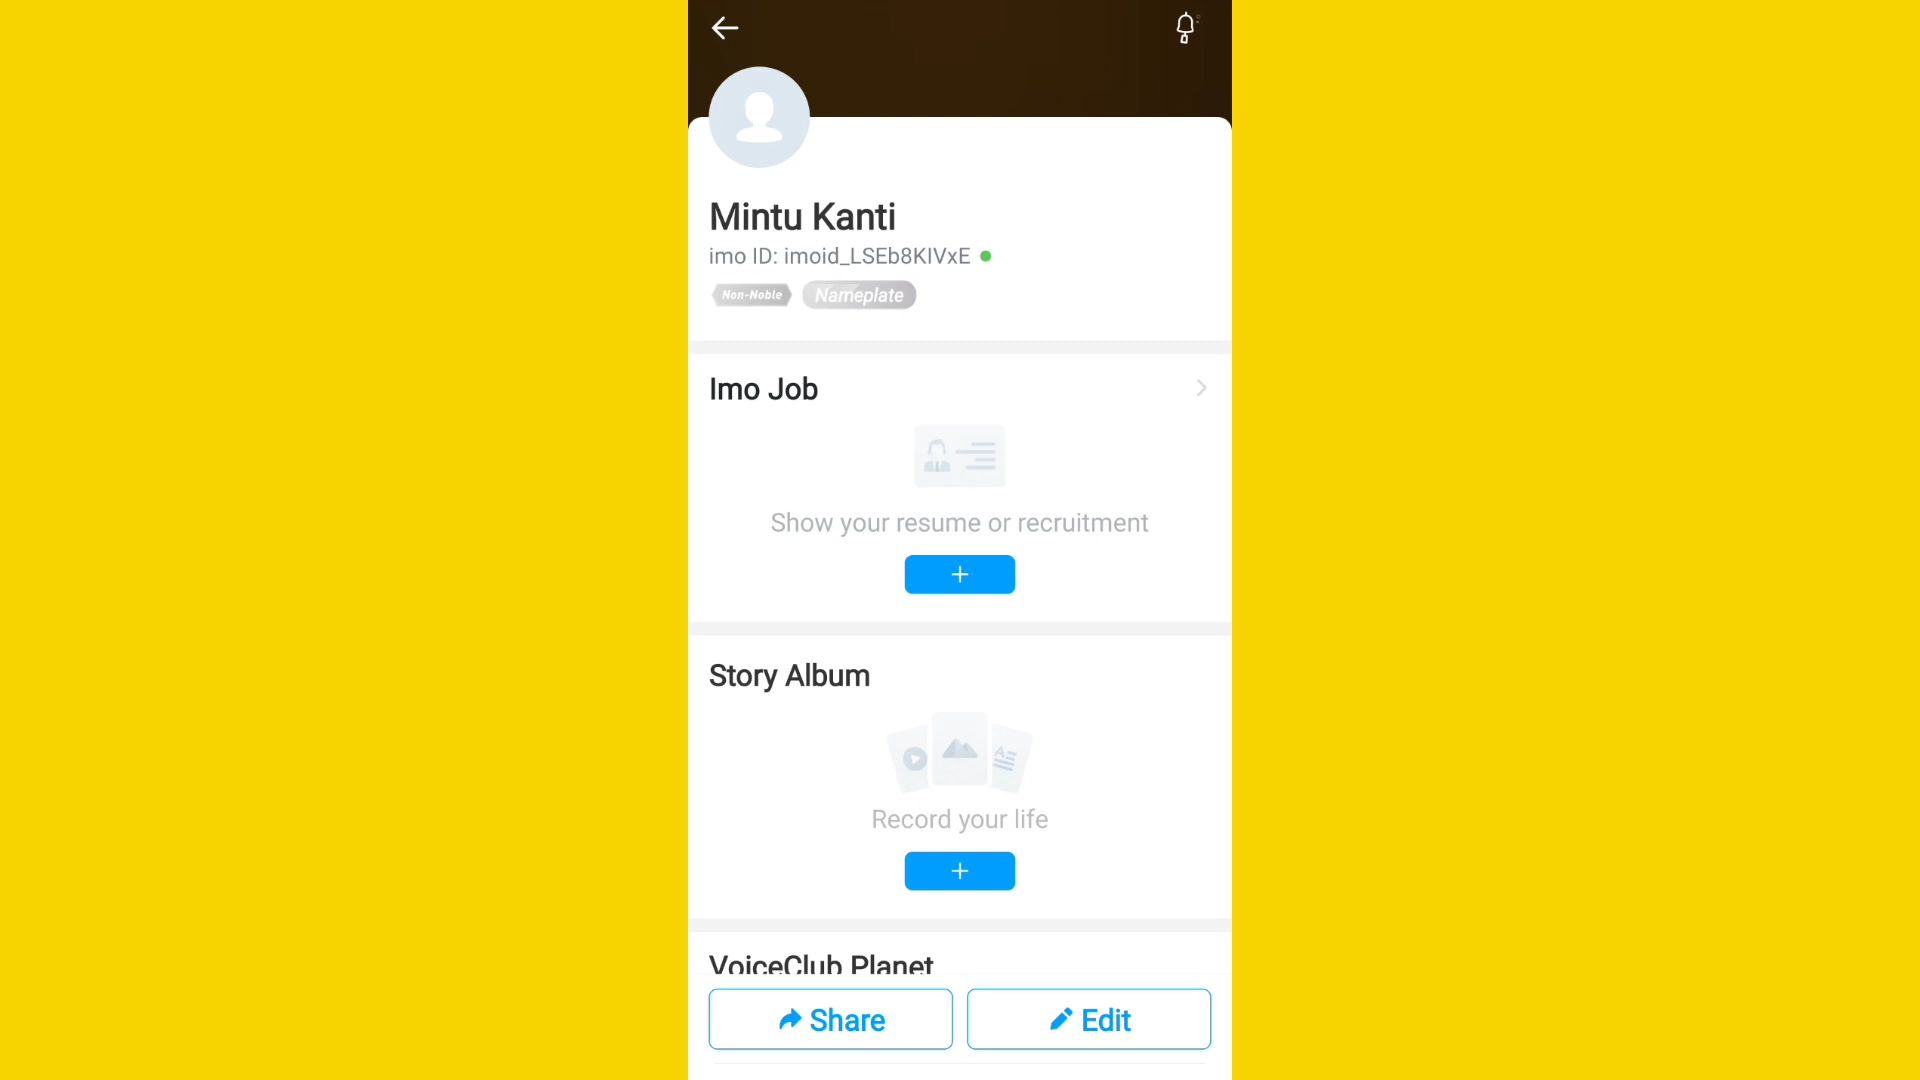 Mintu Kanti
imo ID: imoid_LSEb8KIVxE
Non-Noble Nameplate
Imo Job
Show your resume or recruitment
Story Album
Record your life
VoiceClub Planet
Share Edit